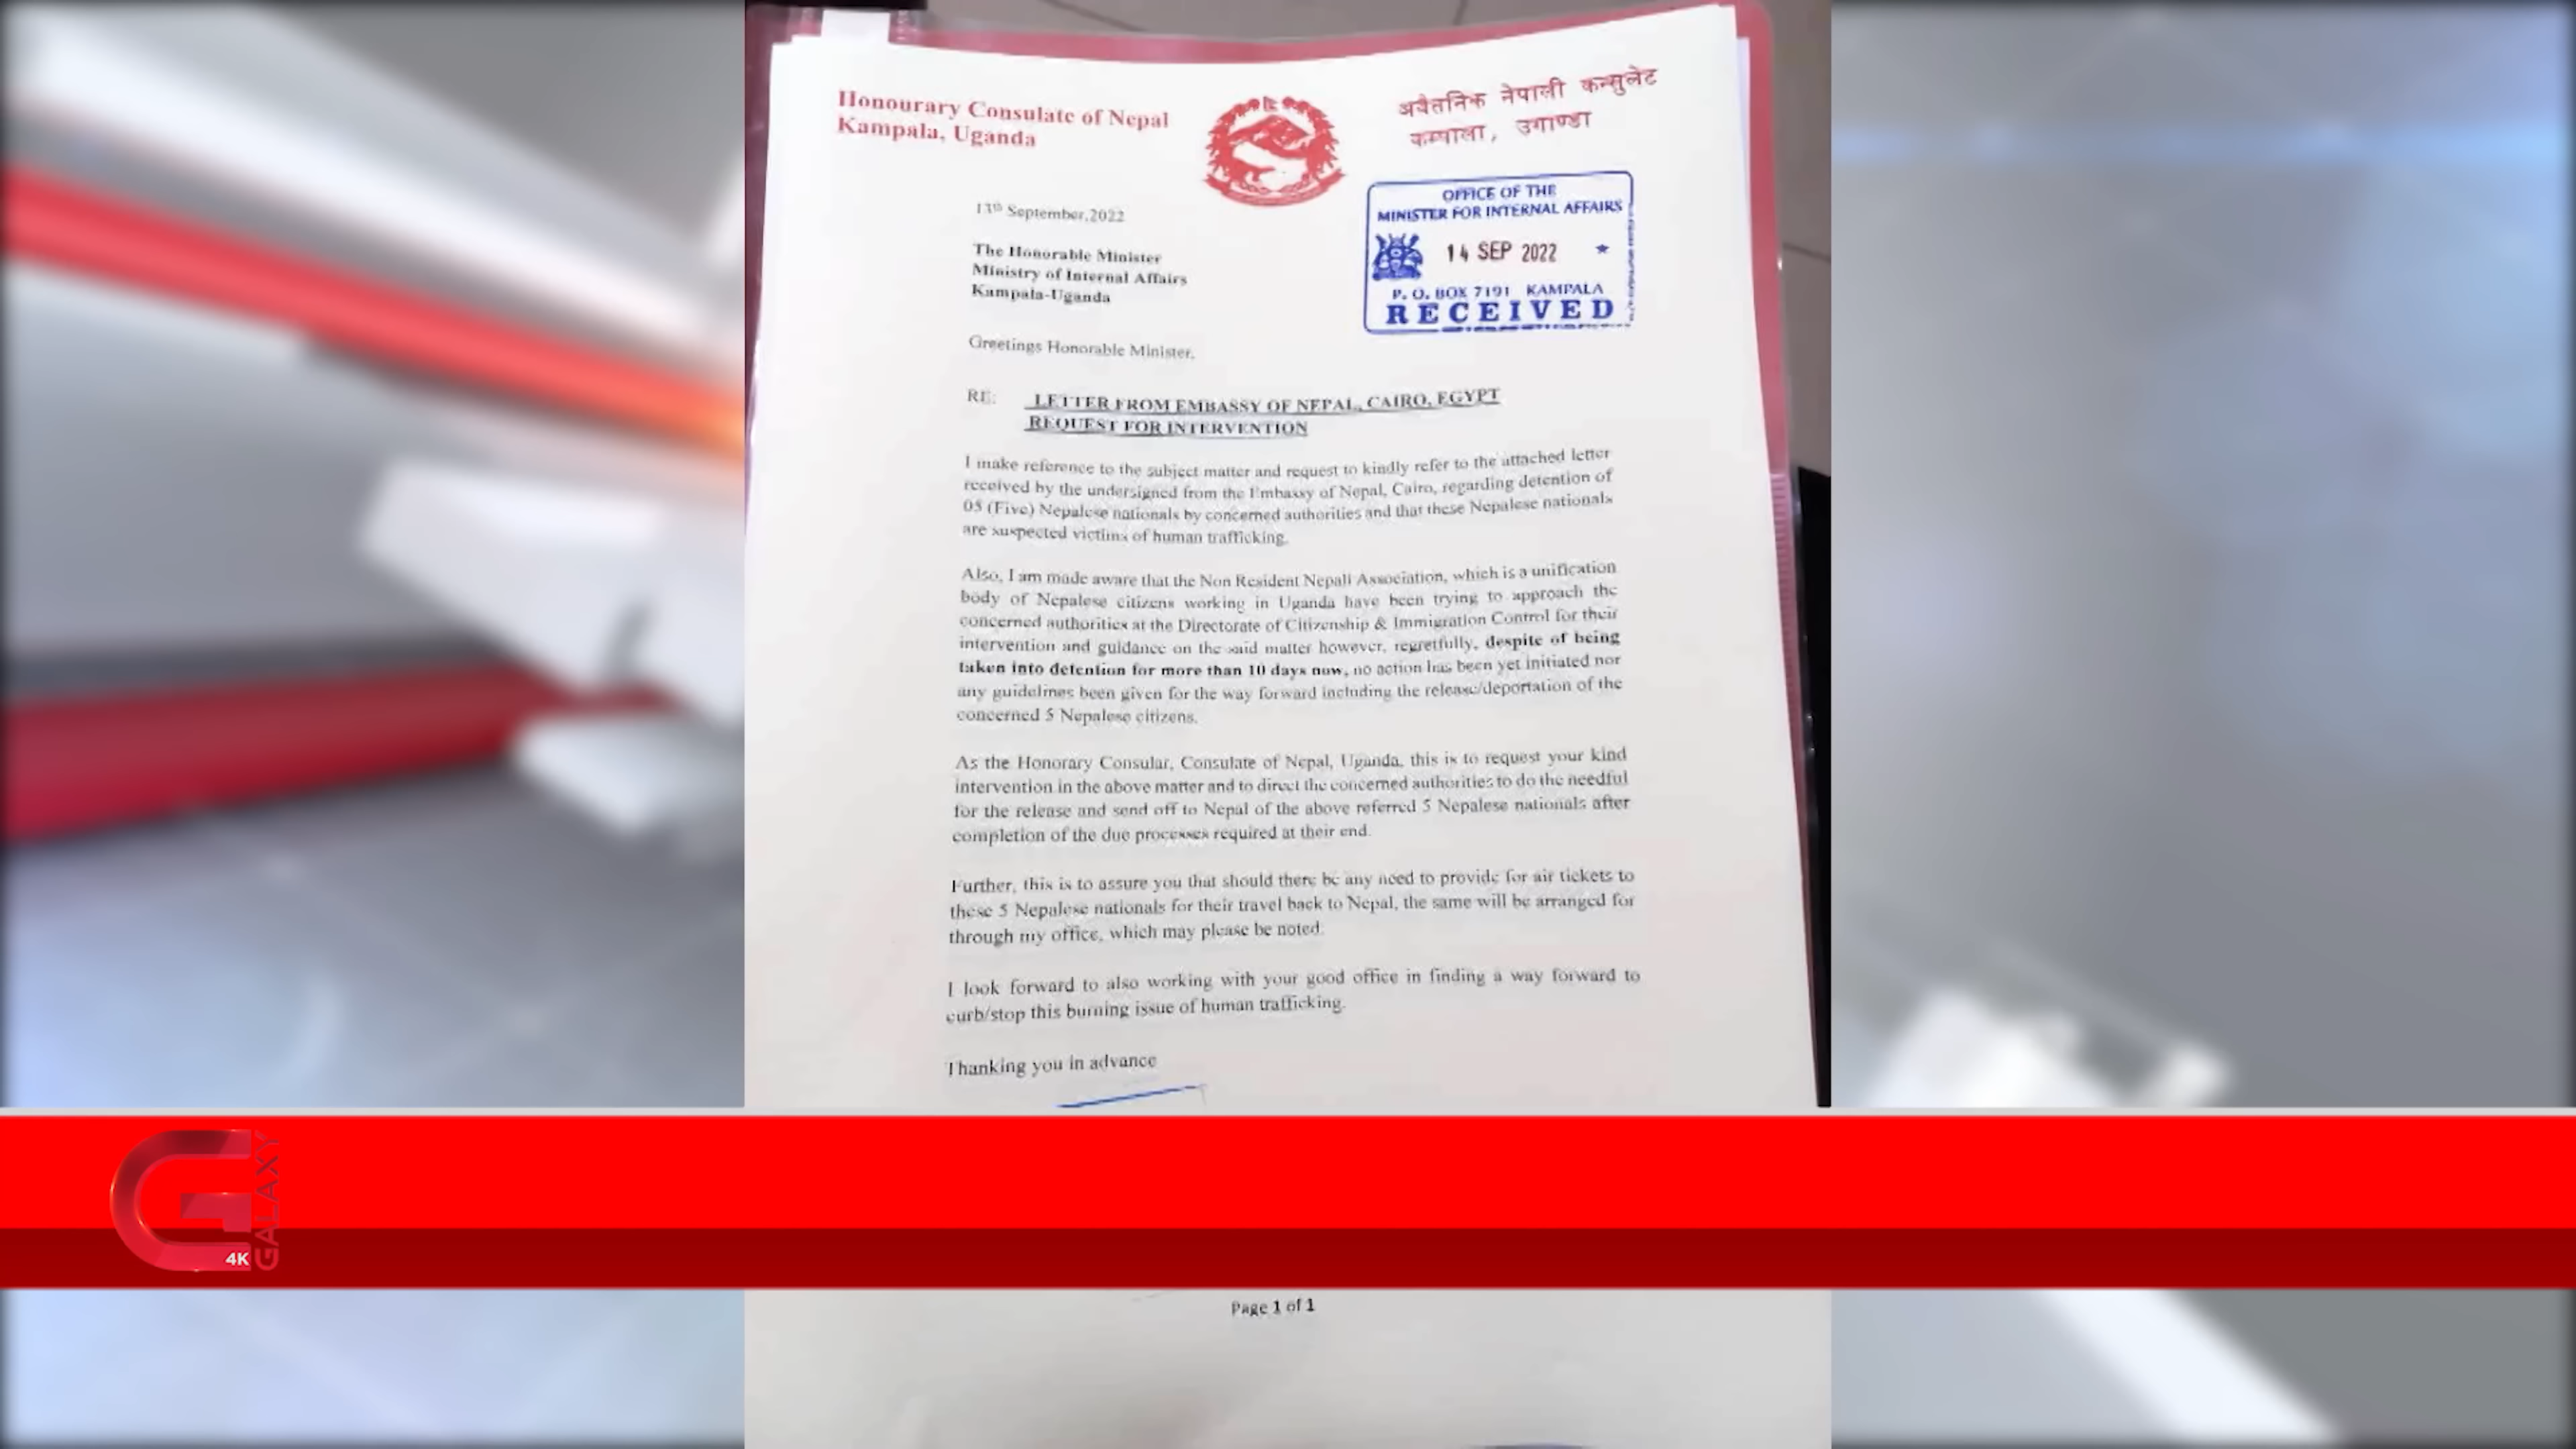 Honourary Consulate of Nepal
Kampala, Uganda
अवैतनिक नेपाली कन्सुलेट
कम्पाला, उगाण्डा
OFFICE OF THE
MINISTER FOR INTERNAL AFFAIRS
14 SEP 2022
P. O. BOX 7191 KAMPALA
RECEIVED
13th September,2022
The Honorable Minister
Ministry of Internal Affairs
Kampala-Uganda
Greetings Honorable Minister,
RE: LETTER FROM EMBASSY OF NEPAL, CAIRO, EGYPT
REQUEST FOR INTERVENTION
I make reference to the subject matter and request to kindly refer to the attached letter
received by the undersigned from the Embassy of Nepal, Cairo, regarding detention of
05 (Five) Nepalese nationals by concerned authorities and that these Nepalese nationals
are suspected victims of human trafficking.
Also, I am made aware that the Non Resident Nepali Association, which is a unification
body of Nepalese citizens working in Uganda have been trying to approach the
concerned authorities at the Directorate of Citizenship & Immigration Control for their
intervention and guidance on the said matter however, regretfully, despite of being
taken into detention for more than 10 days now, no action has been yet initiated nor
any guidelines been given for the way forward including the release/deportation of the
concerned 5 Nepalese citizens.
As the Honorary Consular, Consulate of Nepal, Uganda, this is to request your kind
intervention in the above matter and to direct the concerned authorities to do the needful
for the release and send off to Nepal of the above referred 5 Nepalese nationals after
completion of the due processes required at their end.
Further, this is to assure you that should there be any need to provide for air tickets to
these 5 Nepalese nationals for their travel back to Nepal, the same will be arranged for
through my office, which may please be noted.
I look forward to also working with your good office in finding a way forward to
curb/stop this burning issue of human trafficking.
Thanking you in advance
GALAXY
4K
Page 1 of 1